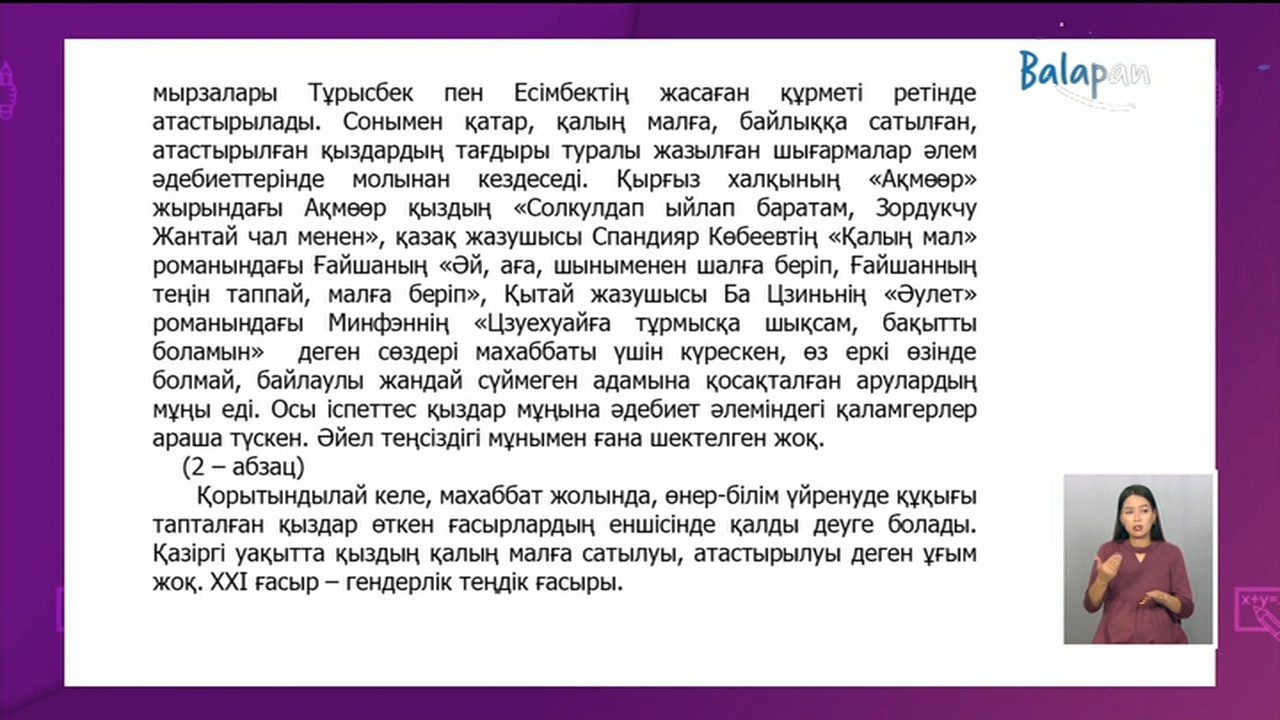 Balapan
мырзалары Тұрысбек пен Есімбектің жасаған құрметі ретінде
атастырылады. Сонымен қатар, қалың малға, байлыққа сатылған,
атастырылған қыздардың тағдыры туралы жазылған шығармалар әлем
әдебиеттерінде молынан кездеседі. Қырғыз халқының «Ақмөөр»
жырындағы Ақмөөр қыздың «Солкулдап ыйлап баратам, Зордукчу
Жантай чал менен», қазақ жазушысы Спандияр Көбеевтің «Қалың мал»
романындағы Ғайшаның «Әй, аға, шыныменен шалға беріп, Ғайшанның
теңін таппай, малға беріп», Қытай жазушысы Ба Цзиньнің «Әулет»
романындағы Минфэннің «Цзуехуайға тұрмысқа шықсам, бақытты
боламын» деген сөздері махаббаты үшін күрескен, өз еркі өзінде
болмай, байлаулы жандай сүймеген адамына қосақталған арулардың
мұңы еді. Осы іспеттес қыздар мұңына әдебиет әлеміндегі қаламгерлер
араша түскен. Әйел теңсіздігі мұнымен ғана шектелген жоқ.
(2 – абзац)
Қорытындылай келе, махаббат жолында, өнер-білім үйренуде құқығы
тапталған қыздар өткен ғасырлардың еншісінде қалды деуге болады.
Қазіргі уақытта қыздың қалың малға сатылуы, атастырылуы деген ұғым
жоқ. XXI ғасыр – гендерлік теңдік ғасыры.
x+y=